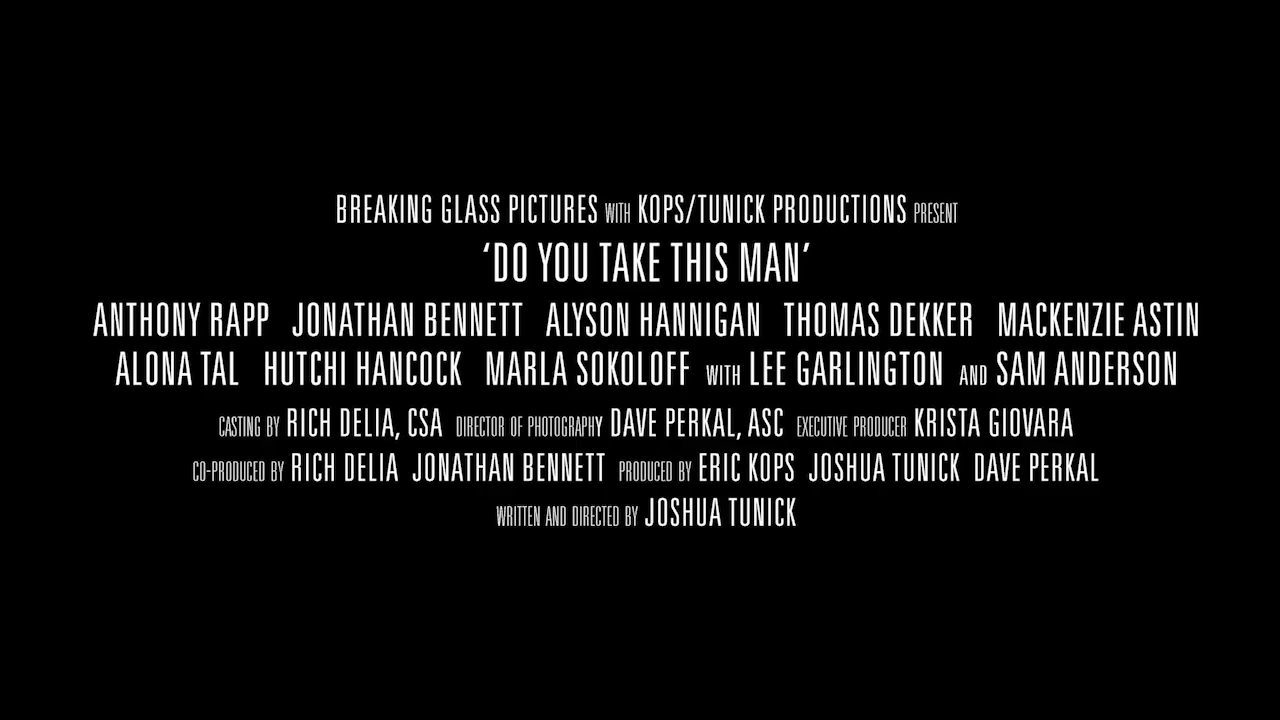 BREAKING GLASS PICTURES WITH KOPS/TUNICK PRODUCTIONS PRESENT
‘DO YOU TAKE THIS MAN’
ANTHONY RAPP JONATHAN BENNETT ALYSON HANNIGAN THOMAS DEKKER MACKENZIE ASTIN
ALONA TAL HUTCHI HANCOCK MARLA SOKOLOFF WITH LEE GARLINGTON AND SAM ANDERSON
CASTING BY RICH DELIA, CSA DIRECTOR OF PHOTOGRAPHY DAVE PERKAL, ASC EXECUTIVE PRODUCER KRISTA GIOVARA
CO-PRODUCED BY RICH DELIA JONATHAN BENNETT PRODUCED BY ERIC KOPS JOSHUA TUNICK DAVE PERKAL
WRITTEN AND DIRECTED BY JOSHUA TUNICK